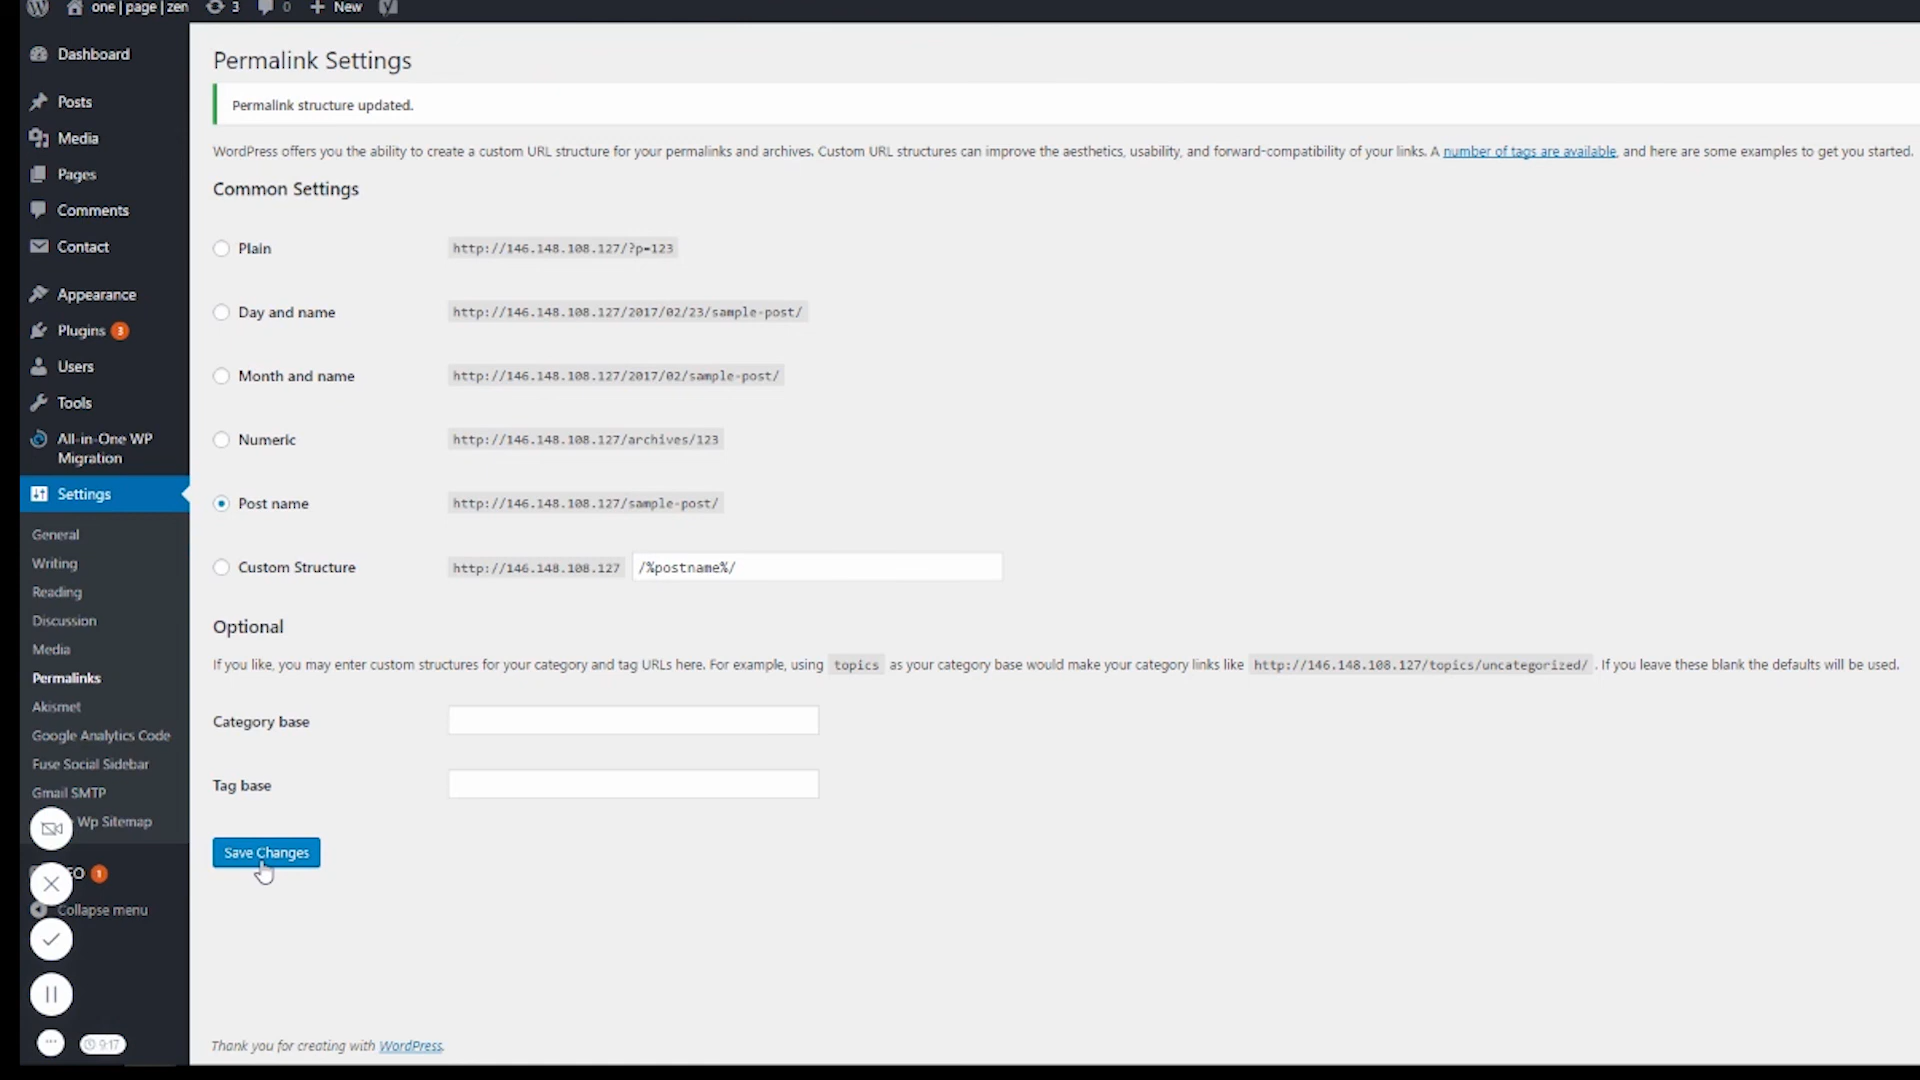 one | page | zen 3 0 + New
Dashboard
Posts
Media
Pages
Comments
Contact
Appearance
Plugins 3
Users
Tools
All-in-One WP
Migration
Settings
General
Writing
Reading
Discussion
Media
Permalinks
Akismet
Google Analytics Code
Fuse Social Sidebar
Gmail SMTP
Wp Sitemap
EO 1
Collapse menu
9:17
Permalink Settings
Permalink structure updated.
WordPress offers you the ability to create a custom URL structure for your permalinks and archives. Custom URL structures can improve the aesthetics, usability, and forward-compatibility of your links. A number of tags are available, and here are some examples to get you started.
Common Settings
Plain http://146.148.108.127/?p=123
Day and name http://146.148.108.127/2017/02/23/sample-post/
Month and name http://146.148.108.127/2017/02/sample-post/
Numeric http://146.148.108.127/archives/123
Post name http://146.148.108.127/sample-post/
Custom Structure http://146.148.108.127 /%postname%/
Optional
If you like, you may enter custom structures for your category and tag URLs here. For example, using topics as your category base would make your category links like http://146.148.108.127/topics/uncategorized/ . If you leave these blank the defaults will be used.
Category base
Tag base
Save Changes
Thank you for creating with WordPress.